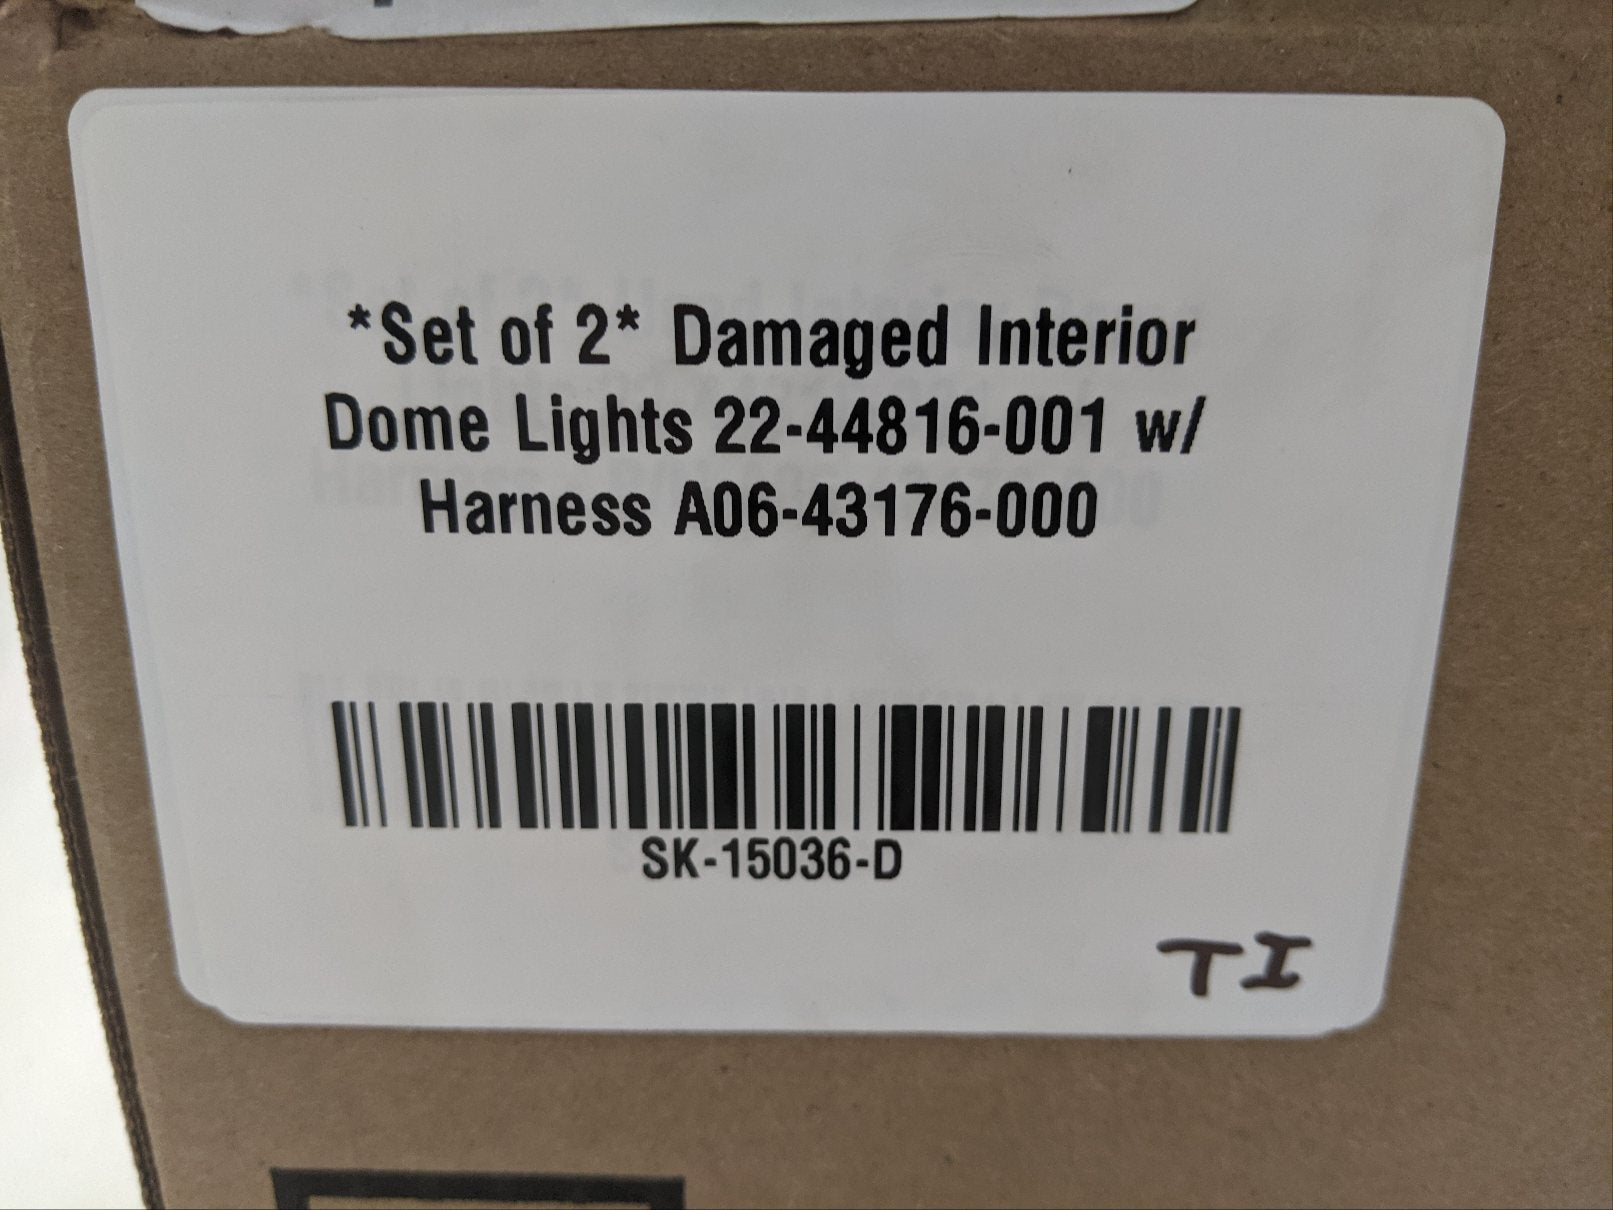 *Set of 2* Damaged Interior
Dome Lights 22-44816-001 w/
Harness A06-43176-000
SK-15036-D
TI